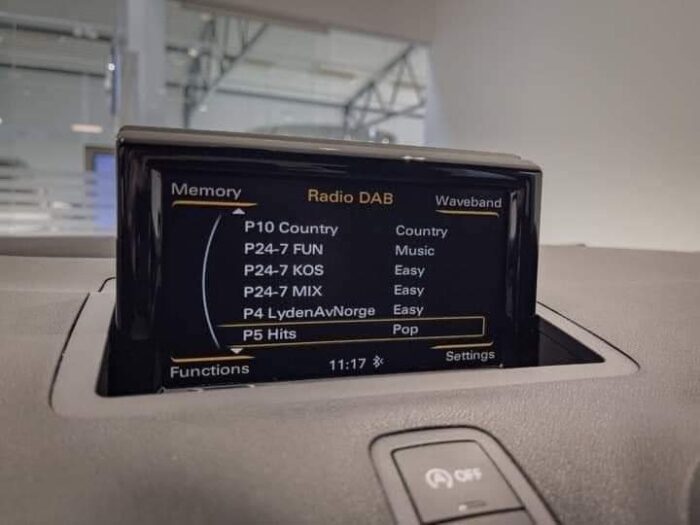 Memory Radio DAB Waveband
P10 Country Country
P24-7 FUN Music
P24-7 KOS Easy
P24-7 MIX Easy
P4 LydenAvNorge Easy
P5 Hits Pop
Functions 11:17 Settings
A OFF